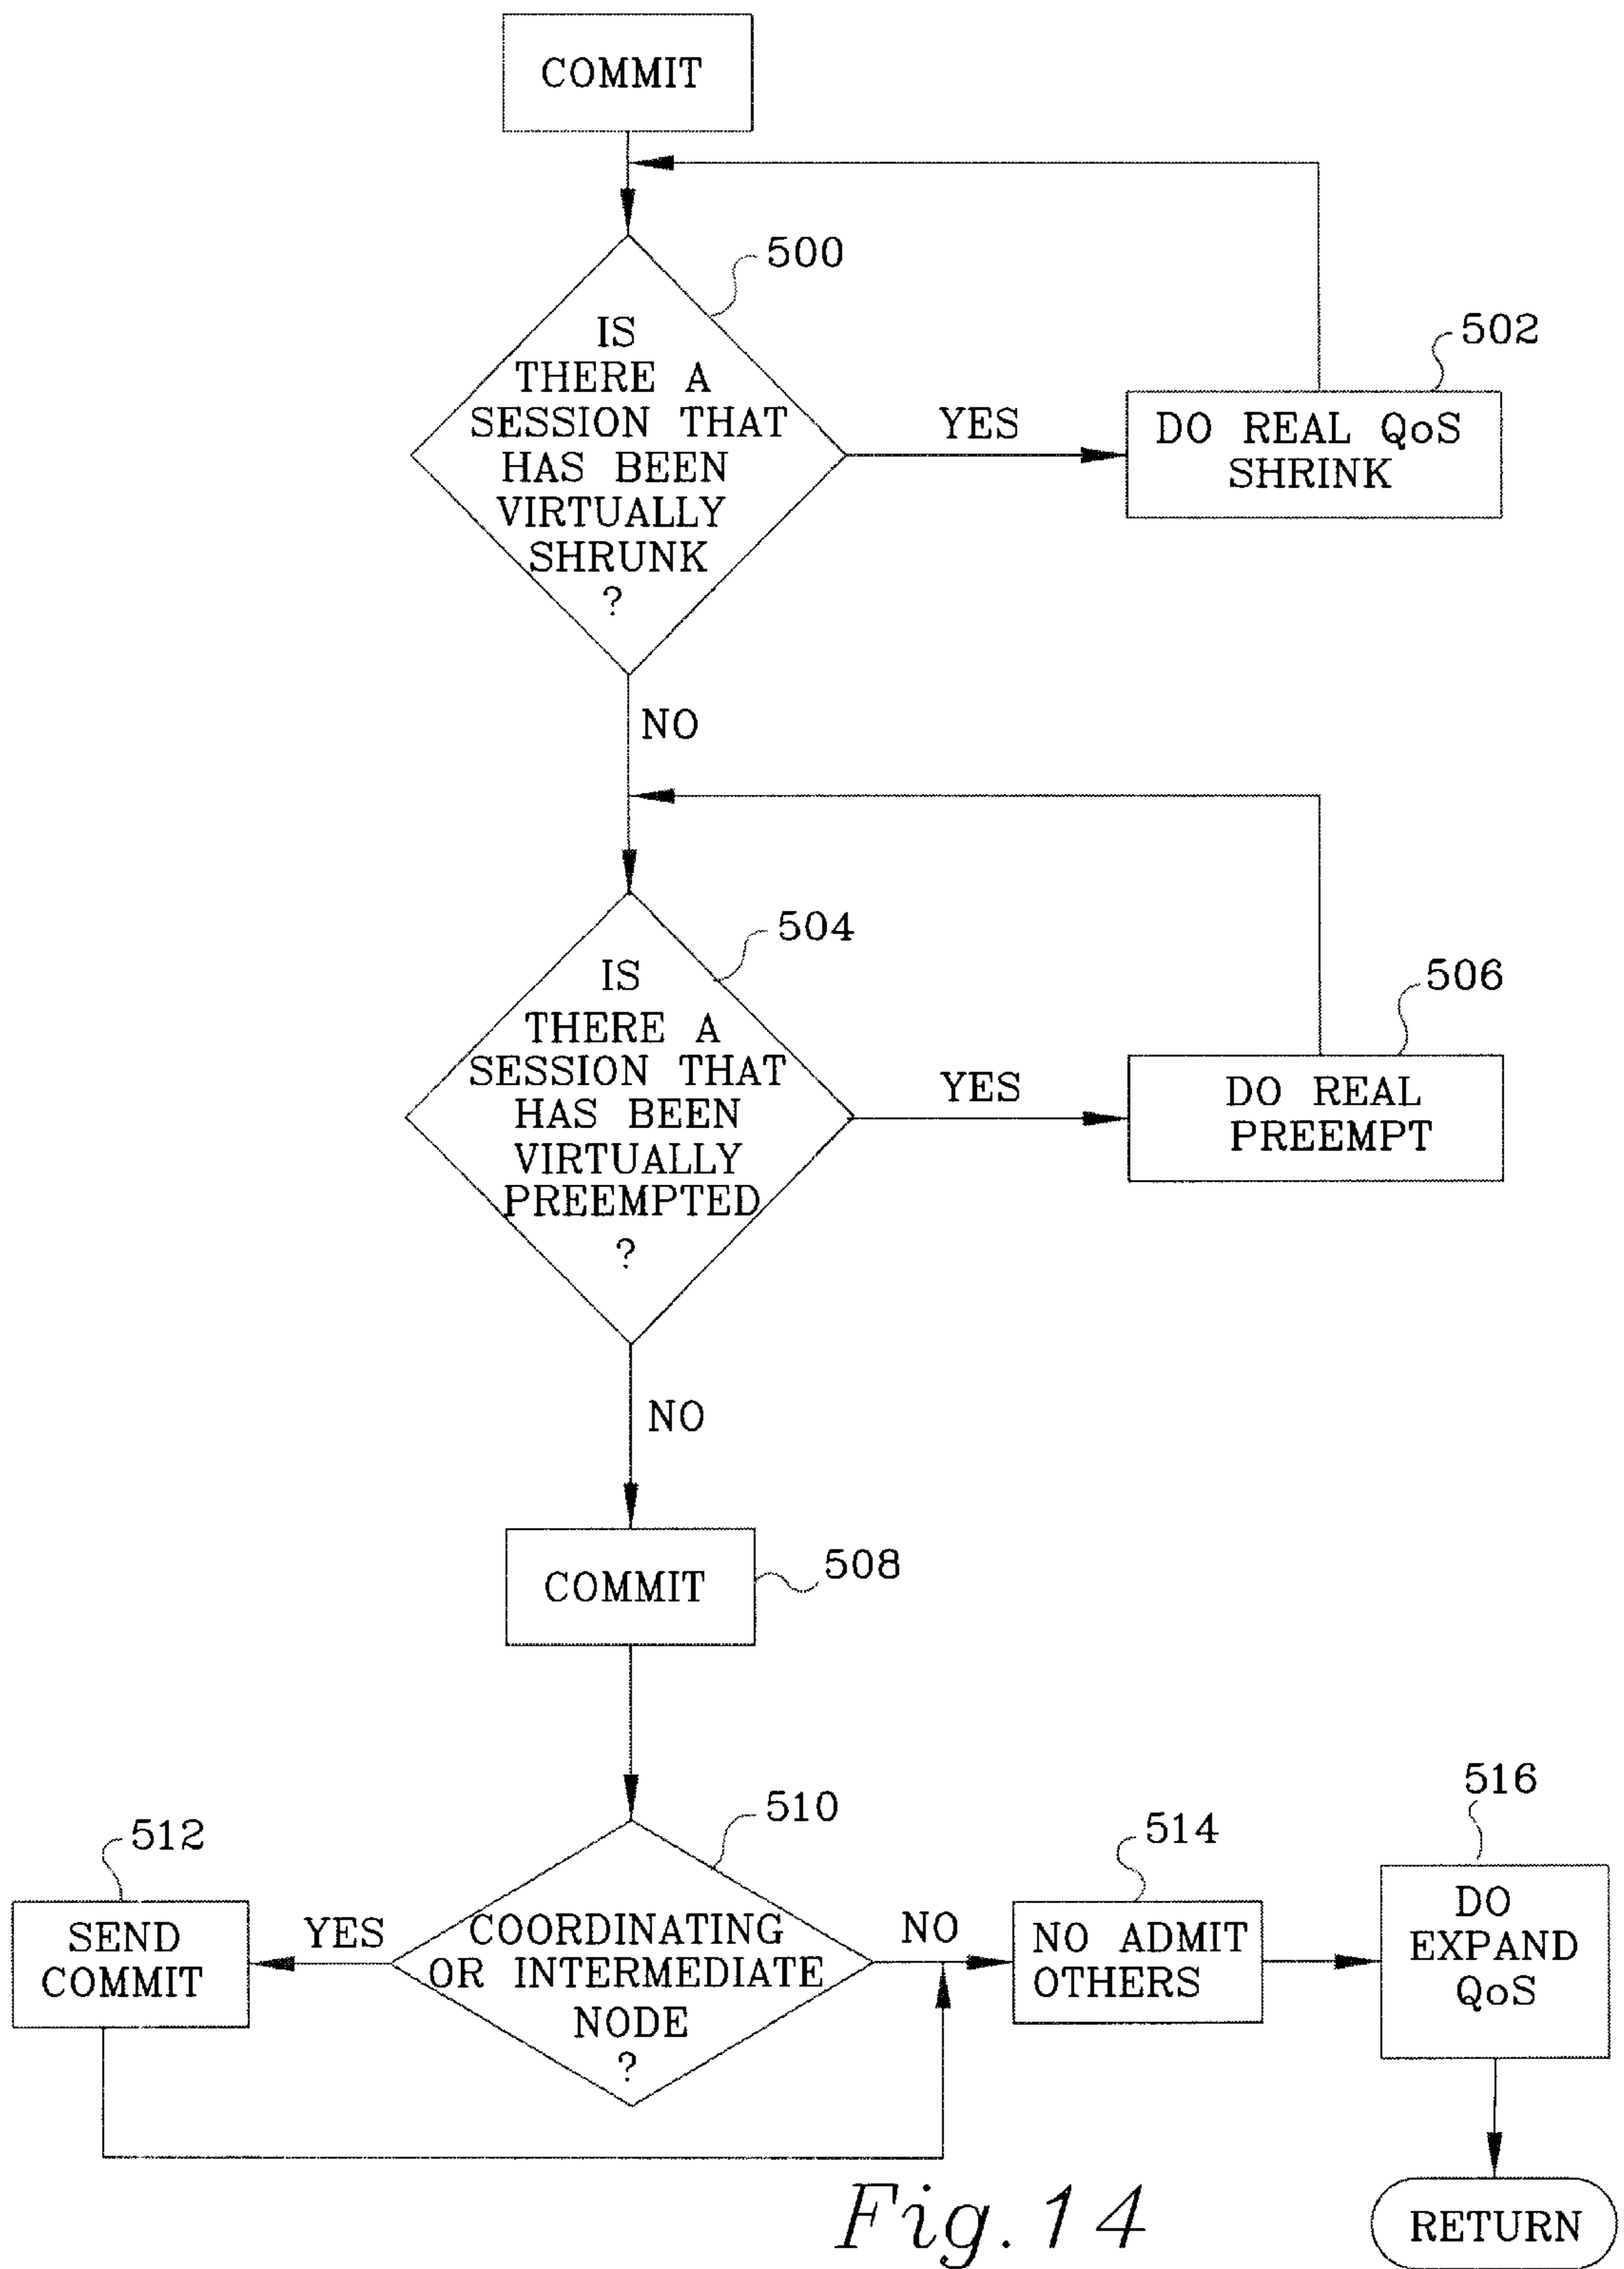 COMMIT
500
IS
THERE A
SESSION THAT
HAS BEEN
VIRTUALLY
SHRUNK
?
YES
502
DO REAL QoS
SHRINK
NO
504
IS
THERE A
SESSION THAT
HAS BEEN
VIRTUALLY
PREEMPTED
?
YES
506
DO REAL
PREEMPT
NO
COMMIT
508
510
COORDINATING
OR INTERMEDIATE
NODE
?
YES
512
SEND
COMMIT
NO
514
NO ADMIT
OTHERS
516
DO
EXPAND
QoS
RETURN
Fig.14